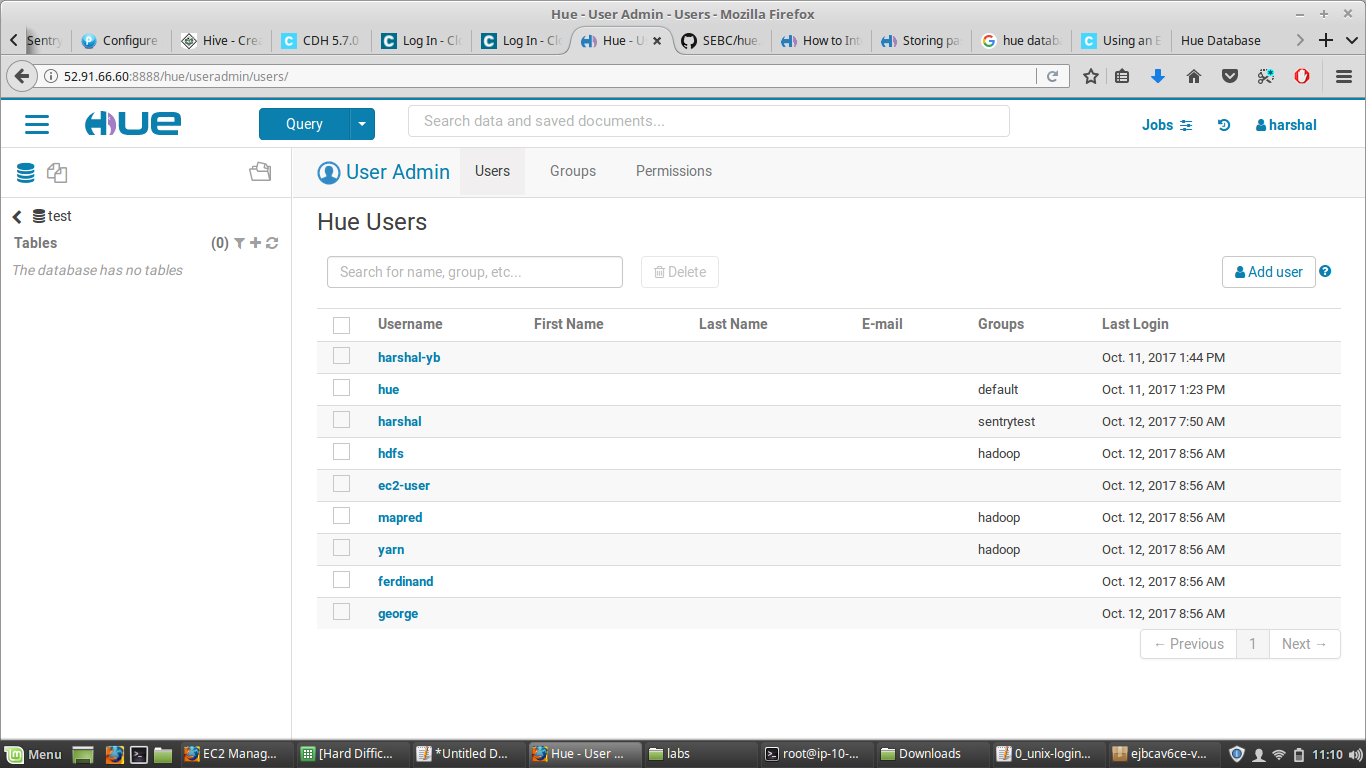 Hue - User Admin - Users - Mozilla Firefox
Sentry Configure Hive - Crea CDH 5.7.0 Log In - Clo Log In - Clo Hue - U SEBC/hue. How to Int Storing pa hue datab Using an E Hue Database
52.91.66.60:8888/hue/useradmin/users/
HUE Query Search data and saved documents... Jobs harshal
User Admin Users Groups Permissions
test
Tables (0)
The database has no tables
Hue Users
Search for name, group, etc... Delete Add user ?
Username First Name Last Name E-mail Groups Last Login
harshal-yb Oct. 11, 2017 1:44 PM
hue default Oct. 11, 2017 1:23 PM
harshal sentrytest Oct. 12, 2017 7:50 AM
hdfs hadoop Oct. 12, 2017 8:56 AM
ec2-user Oct. 12, 2017 8:56 AM
mapred hadoop Oct. 12, 2017 8:56 AM
yarn hadoop Oct. 12, 2017 8:56 AM
ferdinand Oct. 12, 2017 8:56 AM
george Oct. 12, 2017 8:56 AM
← Previous 1 Next →
Menu EC2 Manag... [Hard Diffic... *Untitled D... Hue - User ... labs root@ip-10-... Downloads 0_unix-login... ejbcav6ce-v... 11:10